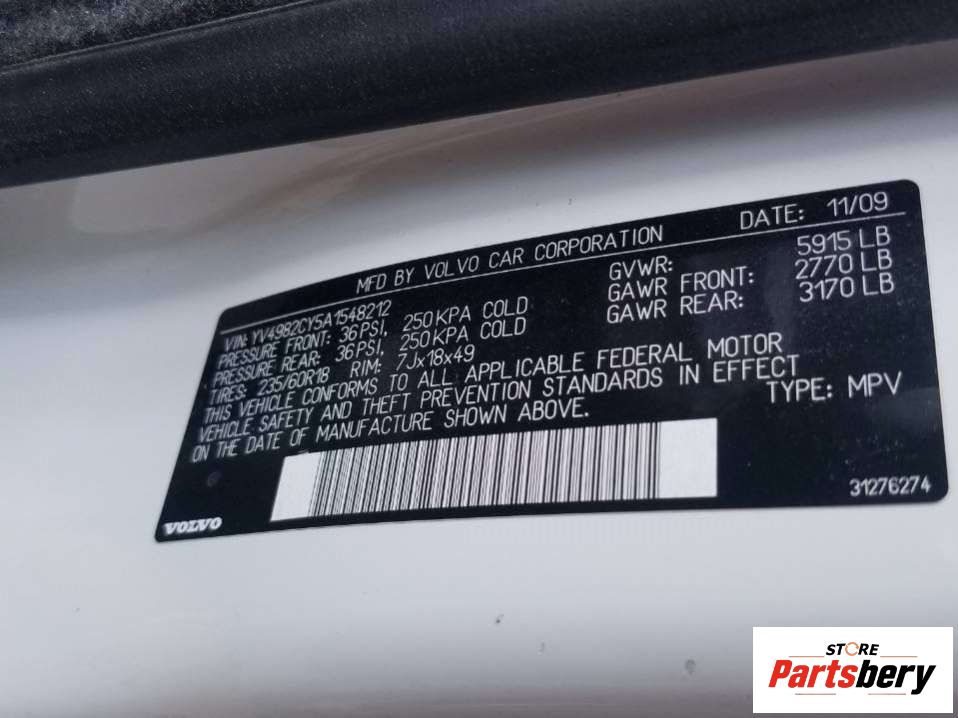 MFD BY VOLVO CAR CORPORATION DATE: 11/09
VIN: YV4982CY5A1548212 GVWR: 5915 LB
PRESSURE FRONT: 36PSI, 250KPA COLD GAWR FRONT: 2770 LB
PRESSURE REAR: 36PSI, 250KPA COLD GAWR REAR: 3170 LB
TIRES: 235/60R18 RIM: 7Jx18x49
THIS VEHICLE CONFORMS TO ALL APPLICABLE FEDERAL MOTOR
VEHICLE SAFETY AND THEFT PREVENTION STANDARDS IN EFFECT
ON THE DATE OF MANUFACTURE SHOWN ABOVE. TYPE: MPV
31276274
VOLVO
STORE
Partsbery